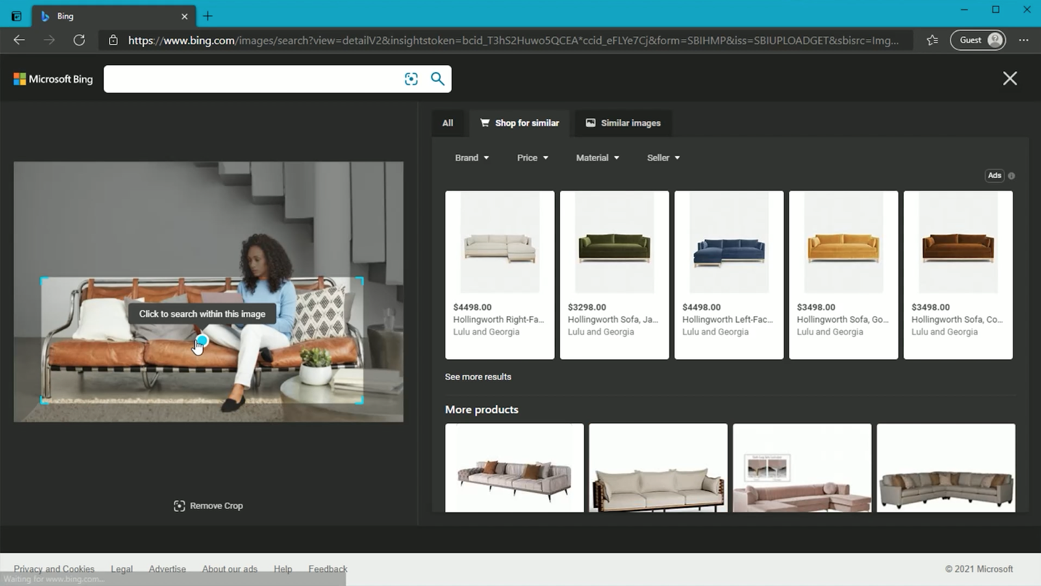 Bing
https://www.bing.com/images/search?view=detailV2&insightstoken=bcid_T3hS2Huwo5QCEA*ccid_eFLYe7Cj&form=SBIHMP&iss=SBIUPLOADGET&sbisrc=Img...
Guest
Microsoft Bing
All
Shop for similar
Similar images
Brand
Price
Material
Seller
Ads
Click to search within this image
$4498.00
Hollingworth Right-Fa...
Lulu and Georgia
$3298.00
Hollingworth Sofa, Ja...
Lulu and Georgia
$4498.00
Hollingworth Left-Fac...
Lulu and Georgia
$3498.00
Hollingworth Sofa, Go...
Lulu and Georgia
$3498.00
Hollingworth Sofa, Co...
Lulu and Georgia
See more results
More products
Remove Crop
Privacy and Cookies
Legal
Advertise
About our ads
Help
Feedback
© 2021 Microsoft
Waiting for www.bing.com...